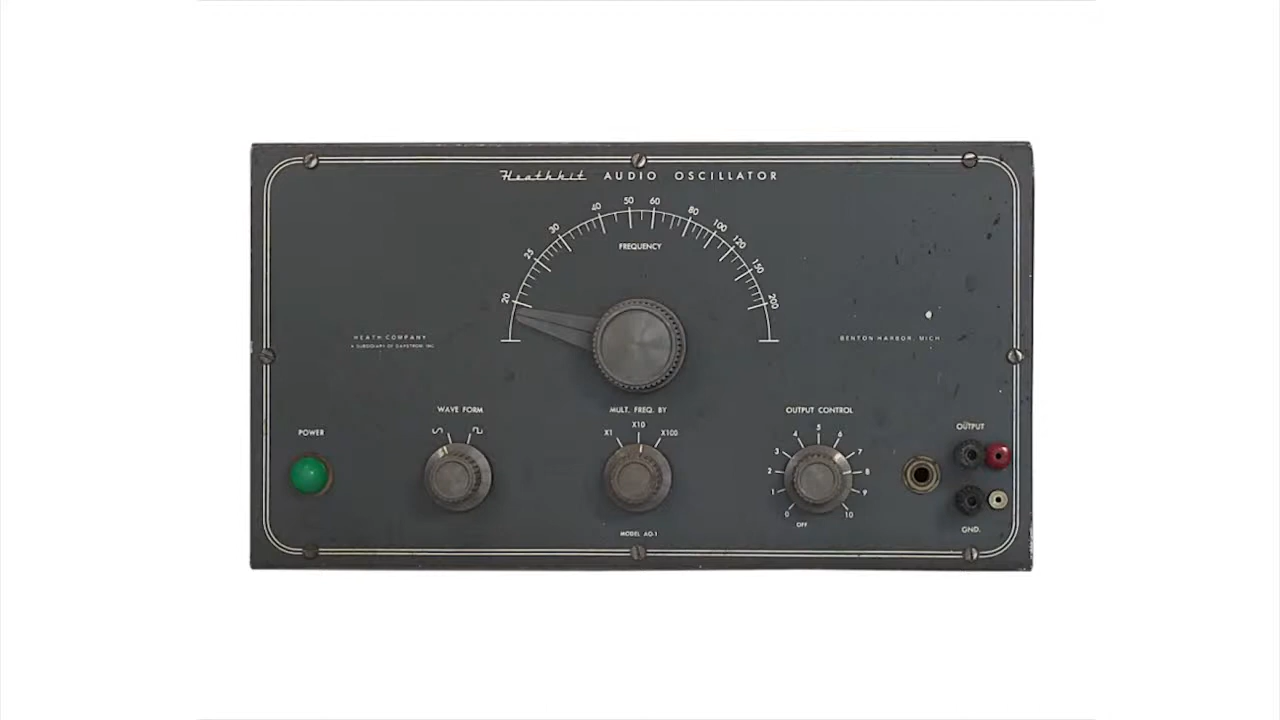 Heathkit AUDIO OSCILLATOR
20 25 30 40 50 60 80 100 120 150 200
FREQUENCY
HEATH COMPANY
A SUBSIDIARY OF DAYSTROM, INC.
BENTON HARBOR, MICH.
POWER
WAVE FORM
MULT. FREQ. BY
X1 X10 X100
OUTPUT CONTROL
0 1 2 3 4 5 6 7 8 9 10
OFF
OUTPUT
GND.
MODEL AO-1